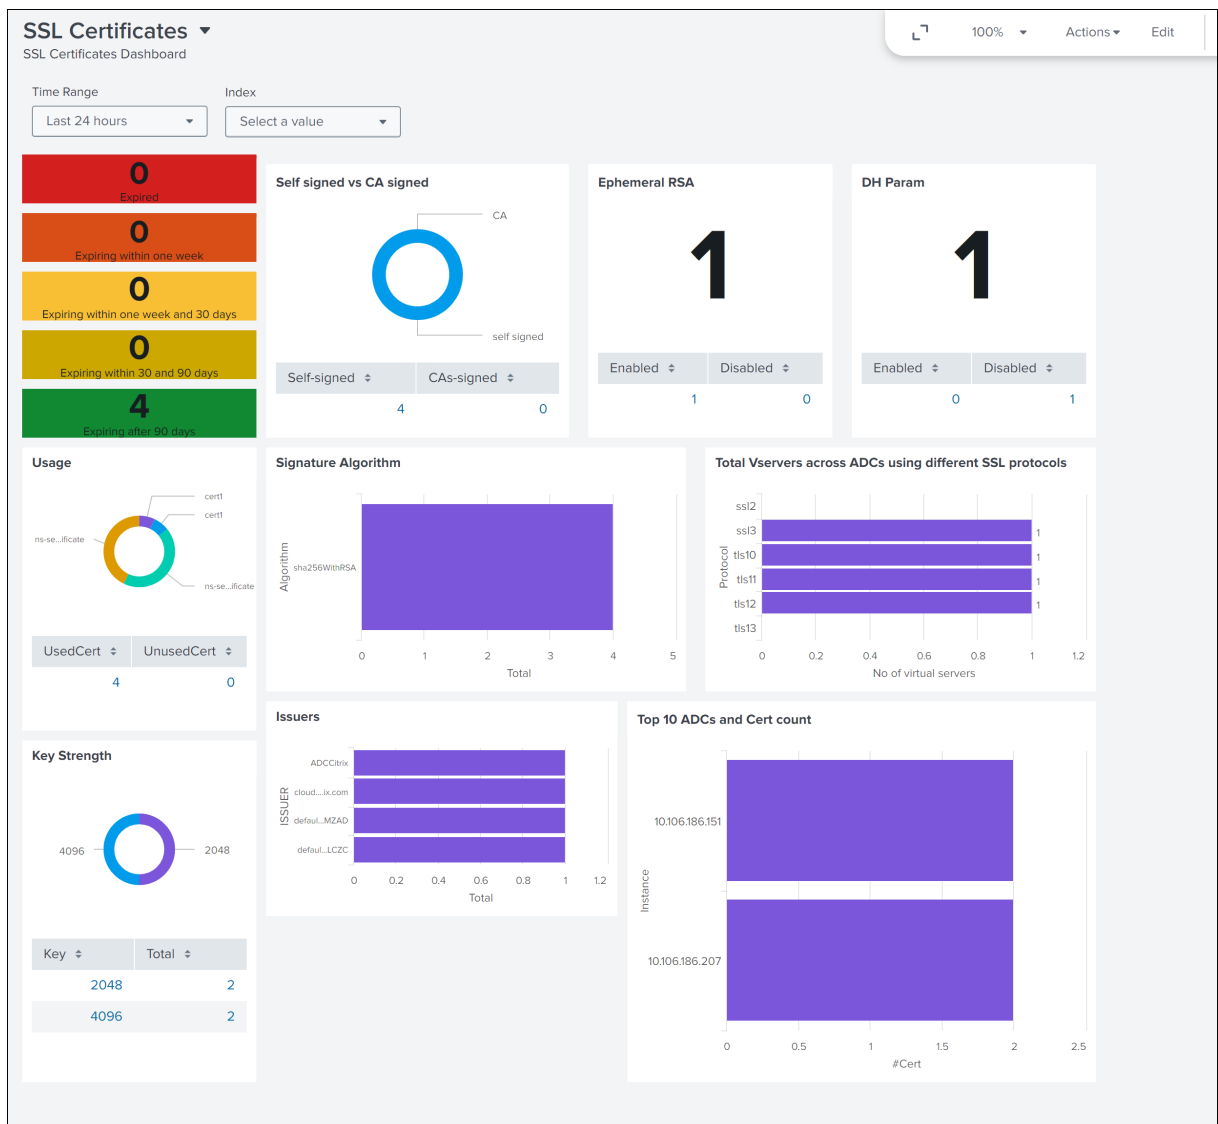 SSL Certificates
SSL Certificates Dashboard
100%
Actions
Edit
Time Range
Index
Last 24 hours
Select a value
0
Expired
0
Expiring within one week
0
Expiring within one week and 30 days
0
Expiring within 30 and 90 days
4
Expiring after 90 days
Self signed vs CA signed
CA
self signed
Self-signed CAs-signed
4 0
Ephemeral RSA
1
Enabled Disabled
1 0
DH Param
1
Enabled Disabled
0 1
Usage
cert1
cert1
ns-se...ificate
ns-se...ificate
UsedCert UnusedCert
4 0
Signature Algorithm
Algorithm
sha256WithRSA
0 1 2 3 4 5
Total
Total Vservers across ADCs using different SSL protocols
Protocol
ssl2
ssl3 1
tls10 1
tls11 1
tls12 1
tls13
0 0.2 0.4 0.6 0.8 1 1.2
No of virtual servers
Key Strength
4096 2048
Key Total
2048 2
4096 2
Issuers
ISSUER
ADCCitrix
cloud....ix.com
defaul...MZAD
defaul...LCZC
0 0.2 0.4 0.6 0.8 1 1.2
Total
Top 10 ADCs and Cert count
Instance
10.106.186.151
10.106.186.207
0 0.5 1 1.5 2 2.5
#Cert